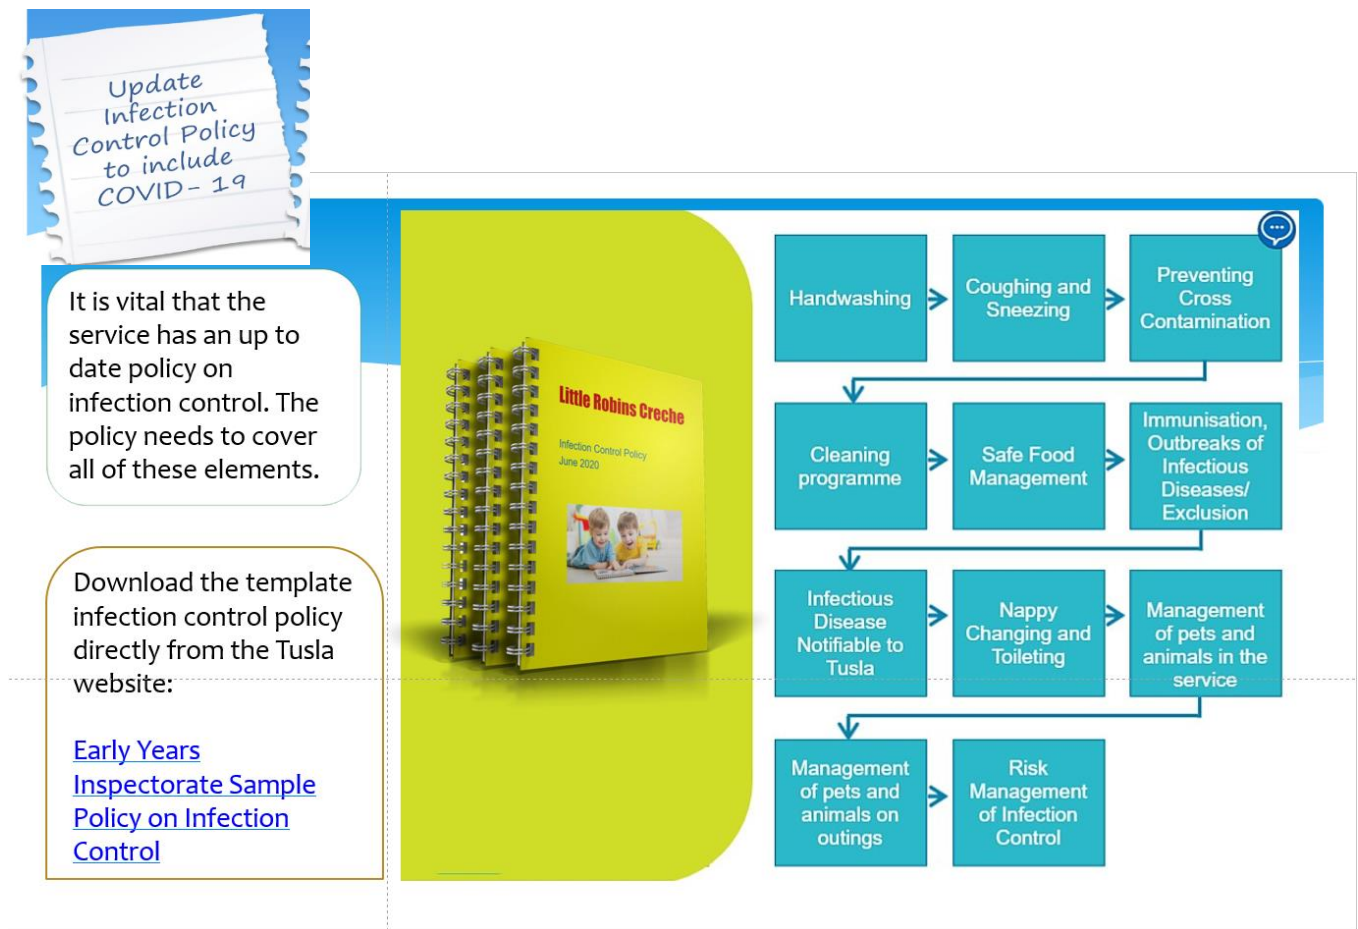 Update
Infection
Control Policy
to include
COVID- 19
It is vital that the
service has an up to
date policy on
infection control. The
policy needs to cover
all of these elements.
Download the template
infection control policy
directly from the Tusla
website:
Early Years
Inspectorate Sample
Policy on Infection
Control
Little Robins Creche
Infection Control Policy
June 2020
Handwashing
Coughing and
Sneezing
Preventing
Cross
Contamination
Cleaning
programme
Safe Food
Management
Immunisation,
Outbreaks of
Infectious
Diseases/
Exclusion
Infectious
Disease
Notifiable to
Tusla
Nappy
Changing and
Toileting
Management
of pets and
animals in the
service
Management
of pets and
animals on
outings
Risk
Management
of Infection
Control